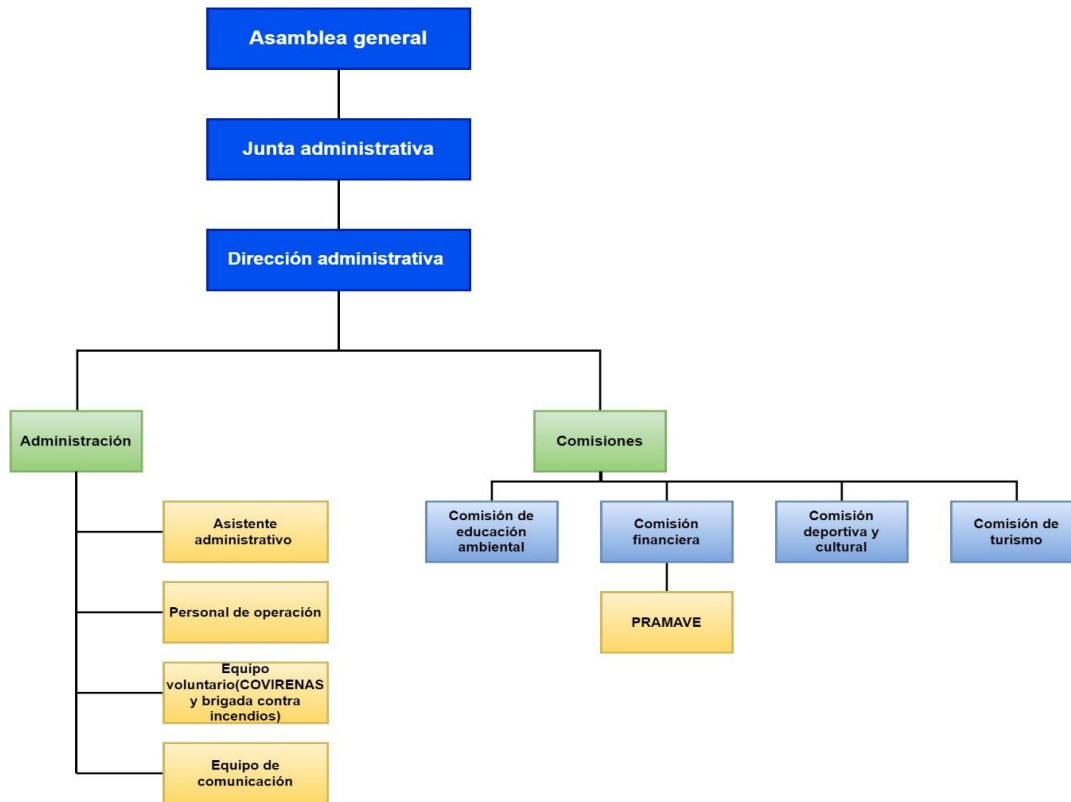 Asamblea general
Junta administrativa
Dirección administrativa
Administración
Comisiones
Asistente
administrativo
Personal de operación
Equipo
voluntario(COVIRENAS
y brigada contra
incendios)
Equipo de
comunicación
Comisión de
educación
ambiental
Comisión
financiera
Comisión
deportiva y
cultural
Comisión de
turismo
PRAMAVE